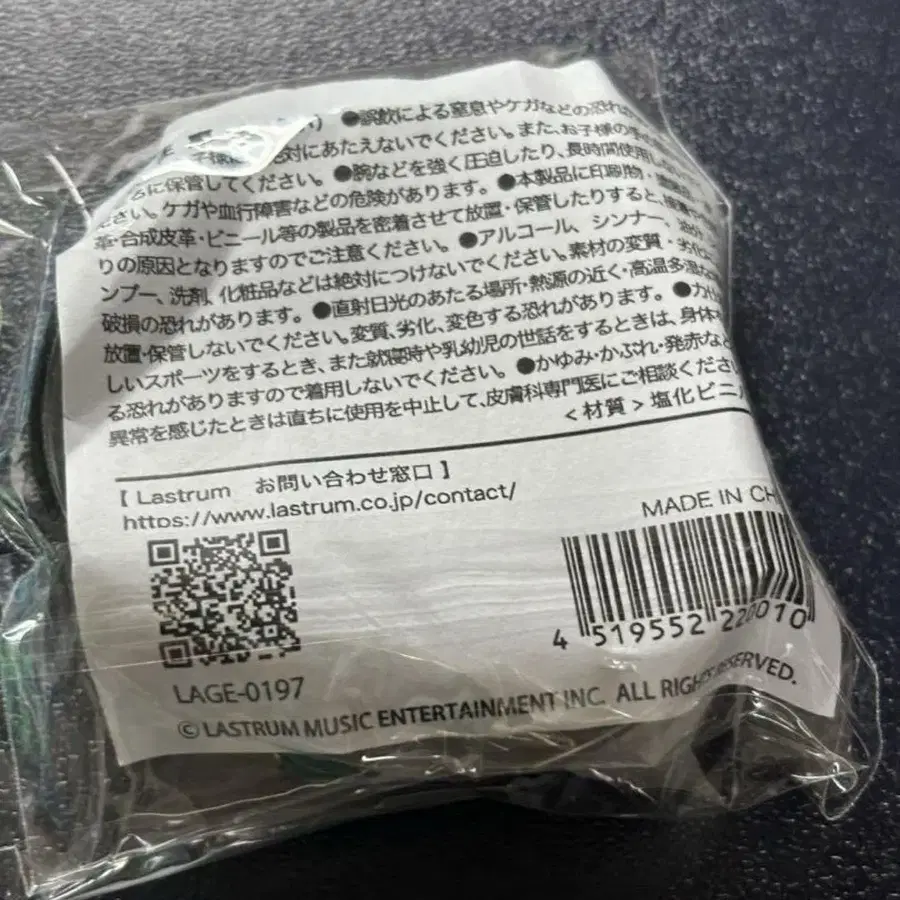 ●誤飲による窒息やケガなどの恐れ
絶対にあたえないでください。また、お子様の
に保管してください。●腕などを強く圧迫したり、長時間使用し
ださい。ケガや血行障害などの危険があります。●本製品に印刷物・
革・合成皮革・ビニール等の製品を密着させて放置・保管したりすると、
りの原因となりますのでご注意ください。●アルコール、シンナー、
ンプー、洗剤、化粧品などは絶対につけないでください。素材の変質・劣化
破損の恐れがあります。●直射日光のあたる場所・熱源の近く・高温多湿
放置・保管しないでください。変質、劣化、変色する恐れがあります。●
しいスポーツをするとき、また就寝時や乳幼児の世話をするときは、身体
る恐れがありますので着用しないでください。●かゆみ・かぶれ・発赤など
異常を感じたときは直ちに使用を中止して、皮膚科専門医にご相談くださ
<材質>塩化ビニ
【 Lastrum お問い合わせ窓口 】
https://www.lastrum.co.jp/contact/
MADE IN CH
4 519552 220010
LAGE-0197
© LASTRUM MUSIC ENTERTAINMENT INC. ALL RIGHTS RESERVED.